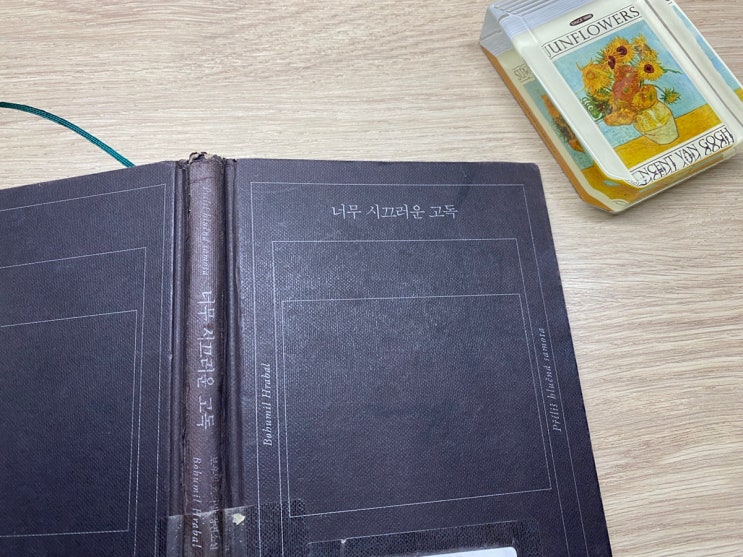 너무 시끄러운 고독
Bohumil Hrabal
Příliš hlučná samota
Příliš hlučná samota
너무 시끄러운 고독
Bohumil Hrabal
SUNFLOWERS
VINCENT VAN GOGH